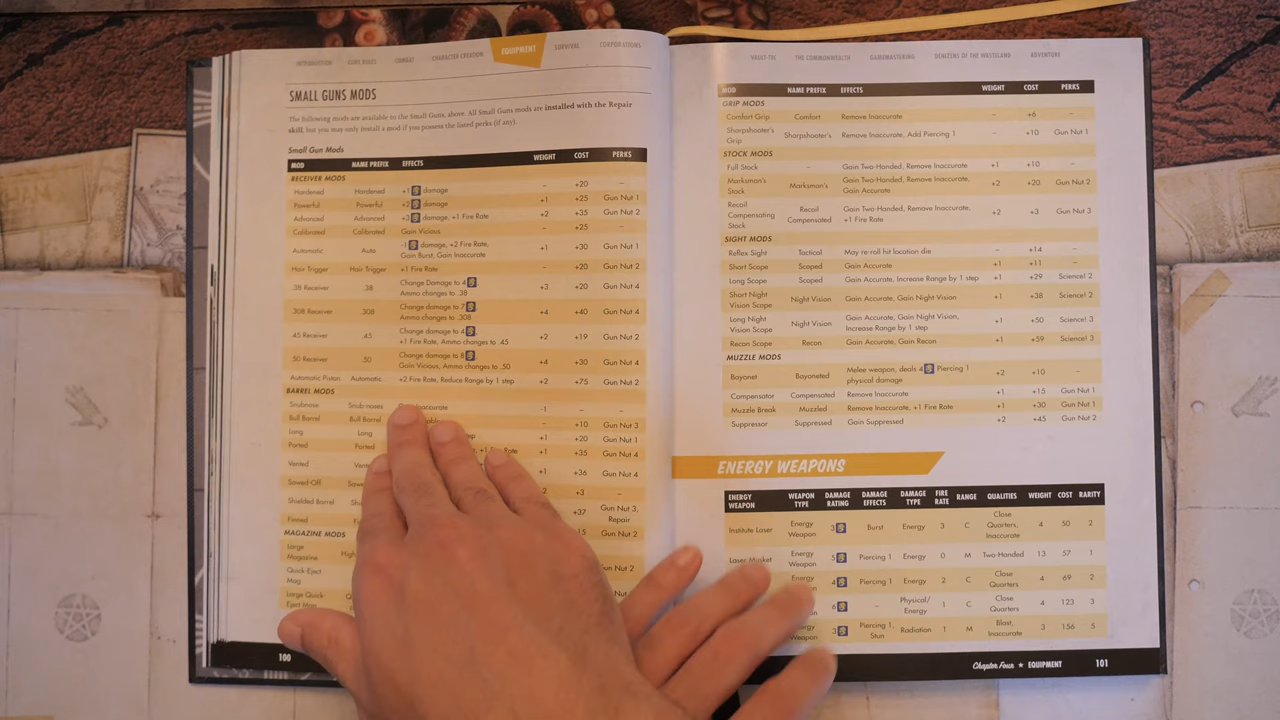 INTRODUCTION CORE RULES COMBAT CHARACTER CREATION EQUIPMENT SURVIVAL CORPORATIONS
SMALL GUNS MODS
The following mods are available to the Small Guns, above. All Small Guns mods are installed with the Repair
skill, but you may only install a mod if you possess the listed perks (if any).
Small Gun Mods
MOD NAME PREFIX EFFECTS WEIGHT COST PERKS
RECEIVER MODS
Hardened Hardened +1 damage – +20 –
Powerful Powerful +2 damage +1 +25 Gun Nut 1
Advanced Advanced +3 damage, +1 Fire Rate +2 +35 Gun Nut 2
Calibrated Calibrated Gain Vicious – +25 –
Automatic Auto -1 damage, +2 Fire Rate,
Gain Burst, Gain Inaccurate +1 +30 Gun Nut 1
Hair Trigger Hair Trigger +1 Fire Rate – +20 Gun Nut 2
.38 Receiver .38 Change Damage to 4,
Ammo changes to .38 +3 +20 Gun Nut 4
.308 Receiver .308 Change damage to 7,
Ammo changes to .308 +4 +40 Gun Nut 4
.45 Receiver .45 Change damage to 4,
+1 Fire Rate, Ammo changes to .45 +2 +19 Gun Nut 2
.50 Receiver .50 Change damage to 8,
Gain Vicious, Ammo changes to .50 +4 +30 Gun Nut 4
Automatic Piston Automatic +2 Fire Rate, Reduce Range by 1 step +2 +75 Gun Nut 2
BARREL MODS
Snubnose Snub-noses Inaccurate -1 – –
Bull Barrel Bull Barrel – +10 Gun Nut 3
Long Long +1 +20 Gun Nut 1
Ported Ported +1 Fire Rate +1 +35 Gun Nut 4
Vented +1 +36 Gun Nut 4
Sawed-Off +3 –
Shielded Barrel +37 Gun Nut 3,
Repair
Finned Gun Nut 2
MAGAZINE MODS
Large
Magazine Gun Nut 2
Quick-Eject
Mag
Large Quick
Eject Mag
100
VAULT-TEC THE COMMONWEALTH GAMEMASTERING DENIZENS OF THE WASTELAND ADVENTURE
MOD NAME PREFIX EFFECTS WEIGHT COST PERKS
GRIP MODS
Comfort Grip Comfort Remove Inaccurate – +6 –
Sharpshooter's
Grip Sharpshooter's Remove Inaccurate, Add Piercing 1 – +10 Gun Nut 1
STOCK MODS
Full Stock – Gain Two-Handed, Remove Inaccurate +1 +10 –
Marksman's
Stock Marksman's Gain Two-Handed, Remove Inaccurate,
Gain Accurate +2 +20 Gun Nut 2
Recoil
Compensating
Stock Recoil
Compensated Gain Two-Handed, Remove Inaccurate,
+1 Fire Rate +2 +3 Gun Nut 3
SIGHT MODS
Reflex Sight Tactical May re-roll hit location die – +14 –
Short Scope Scoped Gain Accurate +1 +11 –
Long Scope Scoped Gain Accurate, Increase Range by 1 step +1 +29 Science! 2
Short Night
Vision Scope Night Vision Gain Accurate, Gain Night Vision +1 +38 Science! 2
Long Night
Vision Scope Night Vision Gain Accurate, Gain Night Vision,
Increase Range by 1 step +1 +50 Science! 3
Recon Scope Recon Gain Accurate, Gain Recon +1 +59 Science! 3
MUZZLE MODS
Bayonet Bayoneted Melee weapon, deals 4 Piercing 1
physical damage +2 +10 –
Compensator Compensated Remove Inaccurate +1 +15 Gun Nut 1
Muzzle Break Muzzled Remove Inaccurate, +1 Fire Rate +1 +30 Gun Nut 1
Suppressor Suppressed Gain Suppressed +2 +45 Gun Nut 2
ENERGY WEAPONS
ENERGY
WEAPON WEAPON
TYPE DAMAGE
RATING DAMAGE
EFFECTS DAMAGE
TYPE FIRE
RATE RANGE QUALITIES WEIGHT COST RARITY
Institute Laser Energy
Weapon 3 Burst Energy 3 C Close
Quarters,
Inaccurate 4 50 2
Laser Musket Energy
Weapon 5 Piercing 1 Energy 0 M Two-Handed 13 57 1
Energy
4 Piercing 1 Energy 2 C Close
Quarters 4 69 2
6 – Physical/
Energy 1 C Close
Quarters 4 123 3
Weapon 3 Piercing 1,
Stun Radiation 1 M Blast,
Inaccurate 3 156 5
Chapter Four ★ EQUIPMENT 101